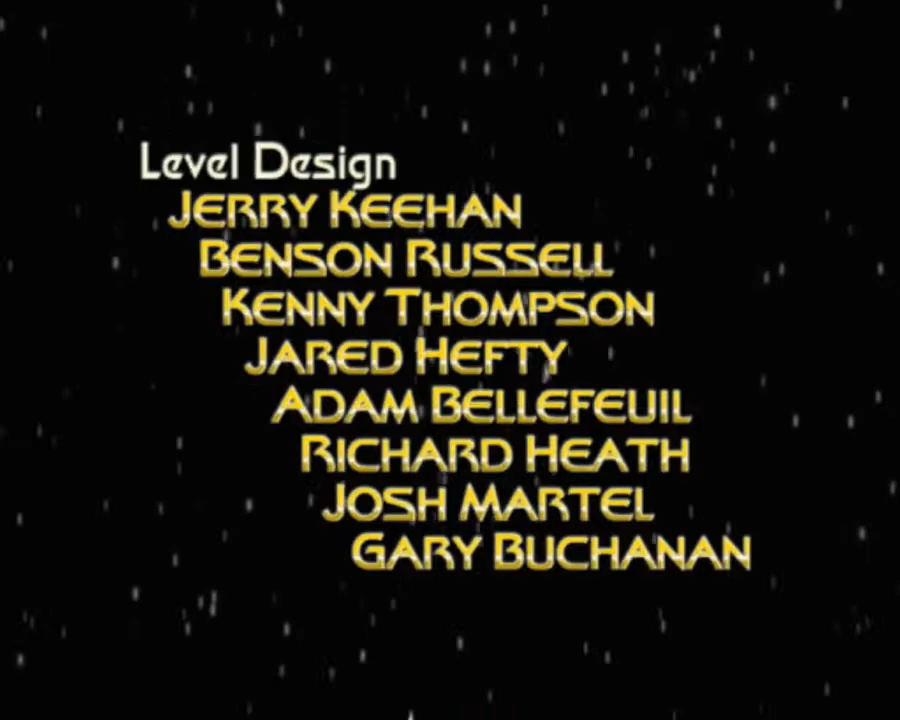 Level Design
JERRY KEEHAN
BENSON RUSSELL
KENNY THOMPSON
JARED HEFTY
ADAM BELLEFEUIL
RICHARD HEATH
JOSH MARTEL
GARY BUCHANAN